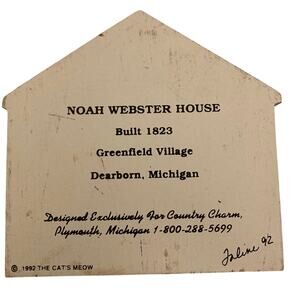 NOAH WEBSTER HOUSE
Built 1823
Greenfield Village
Dearborn, Michigan
Designed Exclusively For Country Charm,
Plymouth, Michigan 1-800-288-5699
Faline 92
© 1992 THE CAT'S MEOW